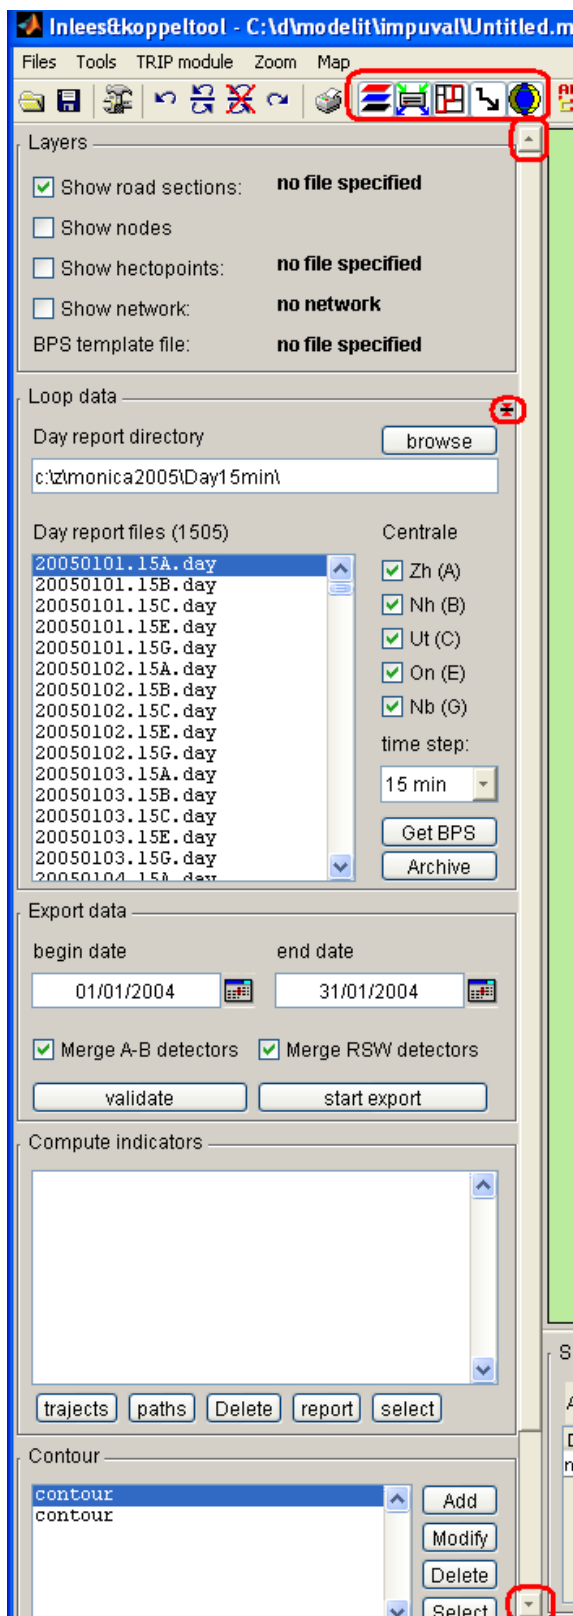 Inlees&koppeltool - C:\d\modelit\impuval\Untitled.m
Files Tools TRIP module Zoom Map
Layers
Show road sections: no file specified
Show nodes
Show hectopoints: no file specified
Show network: no network
BPS template file: no file specified
Loop data
Day report directory browse
c:\z\monica2005\Day15min\
Day report files (1505) Centrale
20050101.15A.day
20050101.15B.day
20050101.15C.day
20050101.15E.day
20050101.15G.day
20050102.15A.day
20050102.15B.day
20050102.15C.day
20050102.15E.day
20050102.15G.day
20050103.15A.day
20050103.15B.day
20050103.15C.day
20050103.15E.day
20050103.15G.day
20050104.15A.day
Zh (A)
Nh (B)
Ut (C)
On (E)
Nb (G)
time step:
15 min
Get BPS
Archive
Export data
begin date end date
01/01/2004 31/01/2004
Merge A-B detectors Merge RSW detectors
validate start export
Compute indicators
trajects paths Delete report select
Contour
contour
contour
Add
Modify
Delete
Select
S